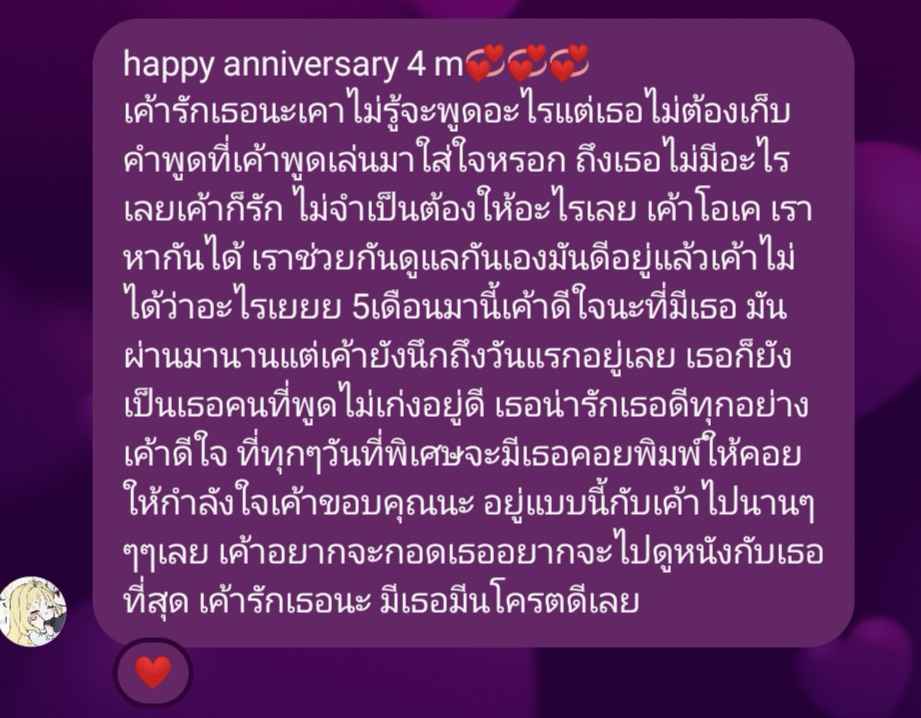 happy anniversary 4 m💞💞💞
เค้ารักเธอนะเคาไม่รู้จะพูดอะไรแต่เธอไม่ต้องเก็บ
คำพูดที่เค้าพูดเล่นมาใส่ใจหรอก ถึงเธอไม่มีอะไร
เลยเค้าก็รัก ไม่จำเป็นต้องให้อะไรเลย เค้าโอเค เรา
หากันได้ เราช่วยกันดูแลกันเองมันดีอยู่แล้วเค้าไม่
ได้ว่าอะไรเยยย 5เดือนมานี้เค้าดีใจนะที่มีเธอ มัน
ผ่านมานานแต่เค้ายังนึกถึงวันแรกอยู่เลย เธอก็ยัง
เป็นเธอคนที่พูดไม่เก่งอยู่ดี เธอน่ารักเธอดีทุกอย่าง
เค้าดีใจ ที่ทุกๆวันที่พิเศษจะมีเธอคอยพิมพ์ให้คอย
ให้กำลังใจเค้าขอบคุณนะ อยู่แบบนี้กับเค้าไปนานๆ
ๆๆเลย เค้าอยากจะกอดเธออยากจะไปดูหนังกับเธอ
ที่สุด เค้ารักเธอนะ มีเธอมีนโครตดีเลย
❤️